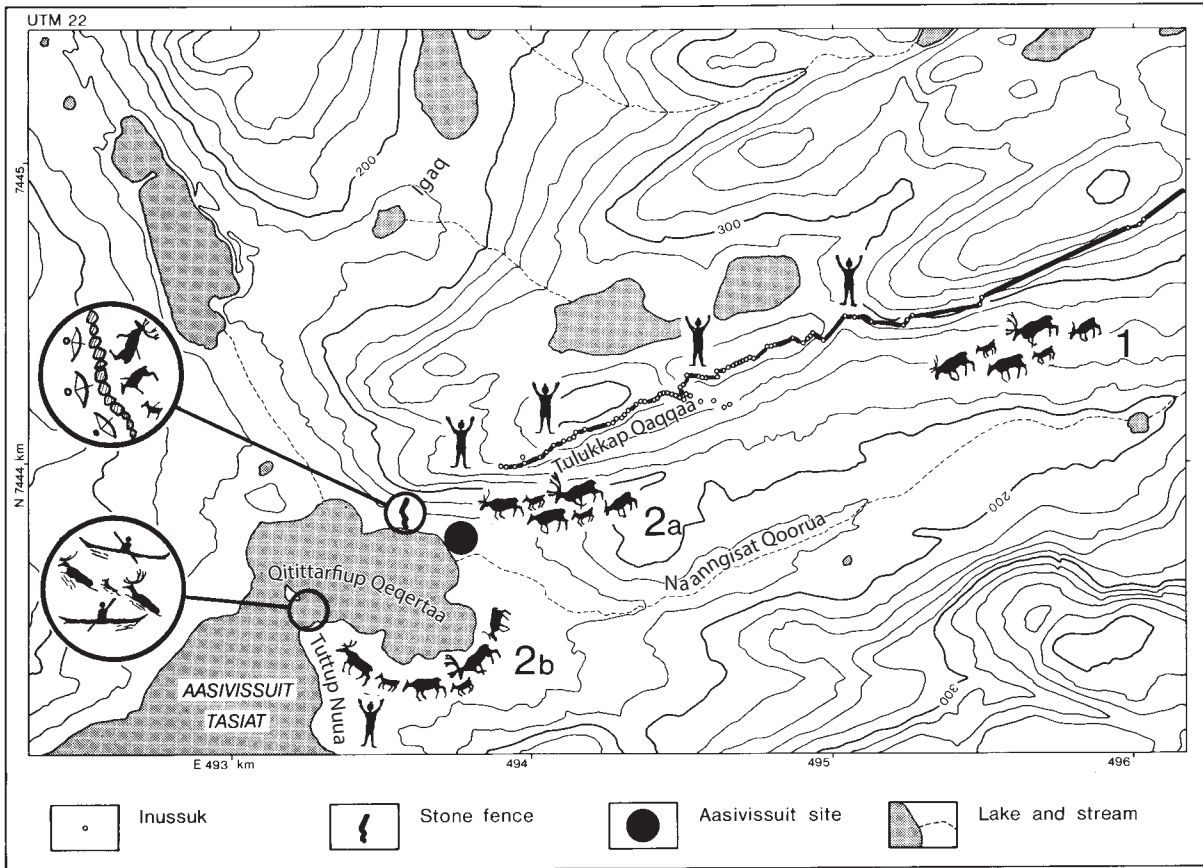 UTM 22
7445
N 7444 km
200
Igaq
300
1
Tulukkap Qaqqaa
2a
200
Naanngisat Qoorua
Qitittarfiup Qeqertaa
2b
Tuttup Nuua
AASIVISSUIT
TASIAT
300
E 493 km
494
495
496
Inussuk
Stone fence
Aasivissuit site
Lake and stream